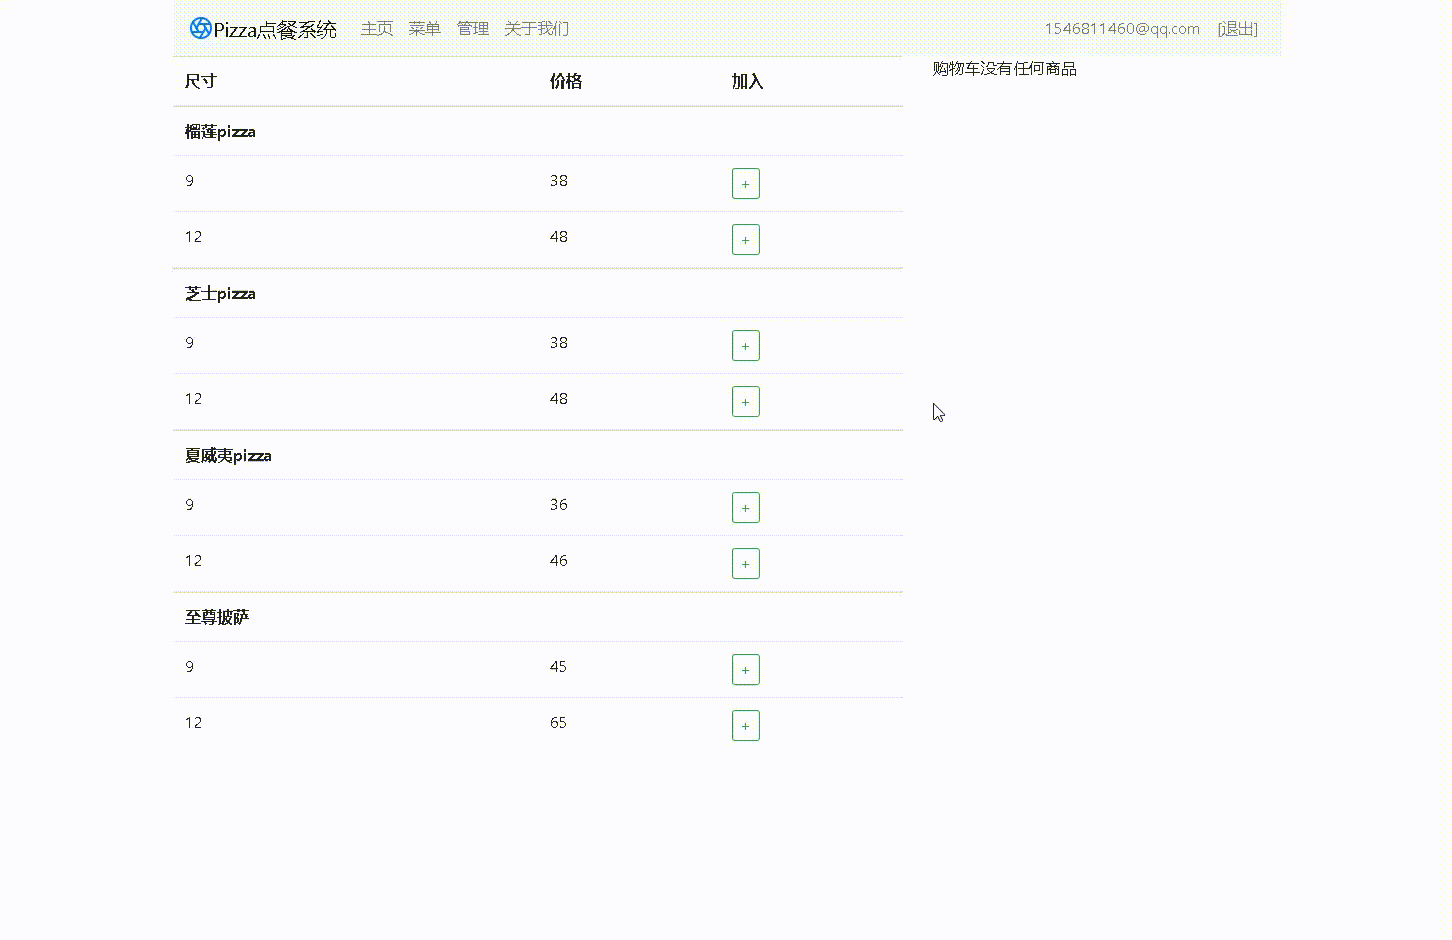 Pizza点餐系统 主页 菜单 管理 关于我们 1546811460@qq.com [退出]
尺寸 价格 加入
购物车没有任何商品
榴莲pizza
9 38 +
12 48 +
芝士pizza
9 38 +
12 48 +
夏威夷pizza
9 36 +
12 46 +
至尊披萨
9 45 +
12 65 +